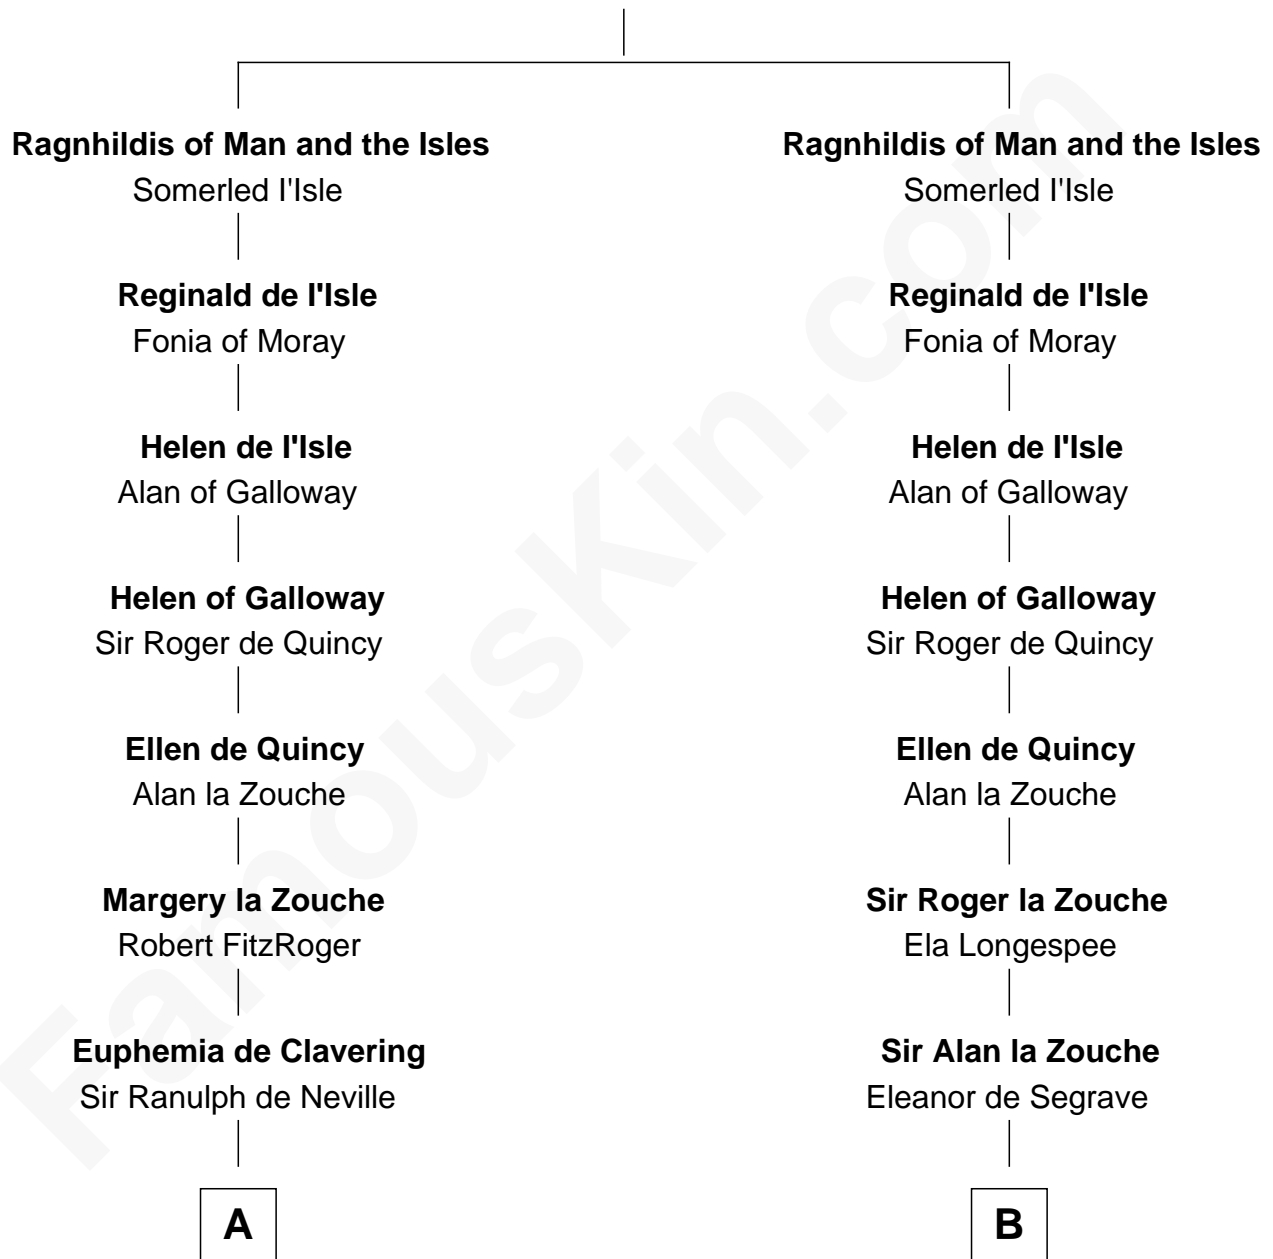 Ragnhildis of Man and the Isles
Somerled I'Isle
Reginald de I'Isle
Fonia of Moray
Helen de I'Isle
Alan of Galloway
Helen of Galloway
Sir Roger de Quincy
Ellen de Quincy
Alan la Zouche
Margery la Zouche
Robert FitzRoger
Euphemia de Clavering
Sir Ranulph de Neville
A
Ragnhildis of Man and the Isles
Somerled I'Isle
Reginald de I'Isle
Fonia of Moray
Helen de I'Isle
Alan of Galloway
Helen of Galloway
Sir Roger de Quincy
Ellen de Quincy
Alan la Zouche
Sir Roger la Zouche
Ela Longespee
Sir Alan la Zouche
Eleanor de Segrave
B
FamousKin.com